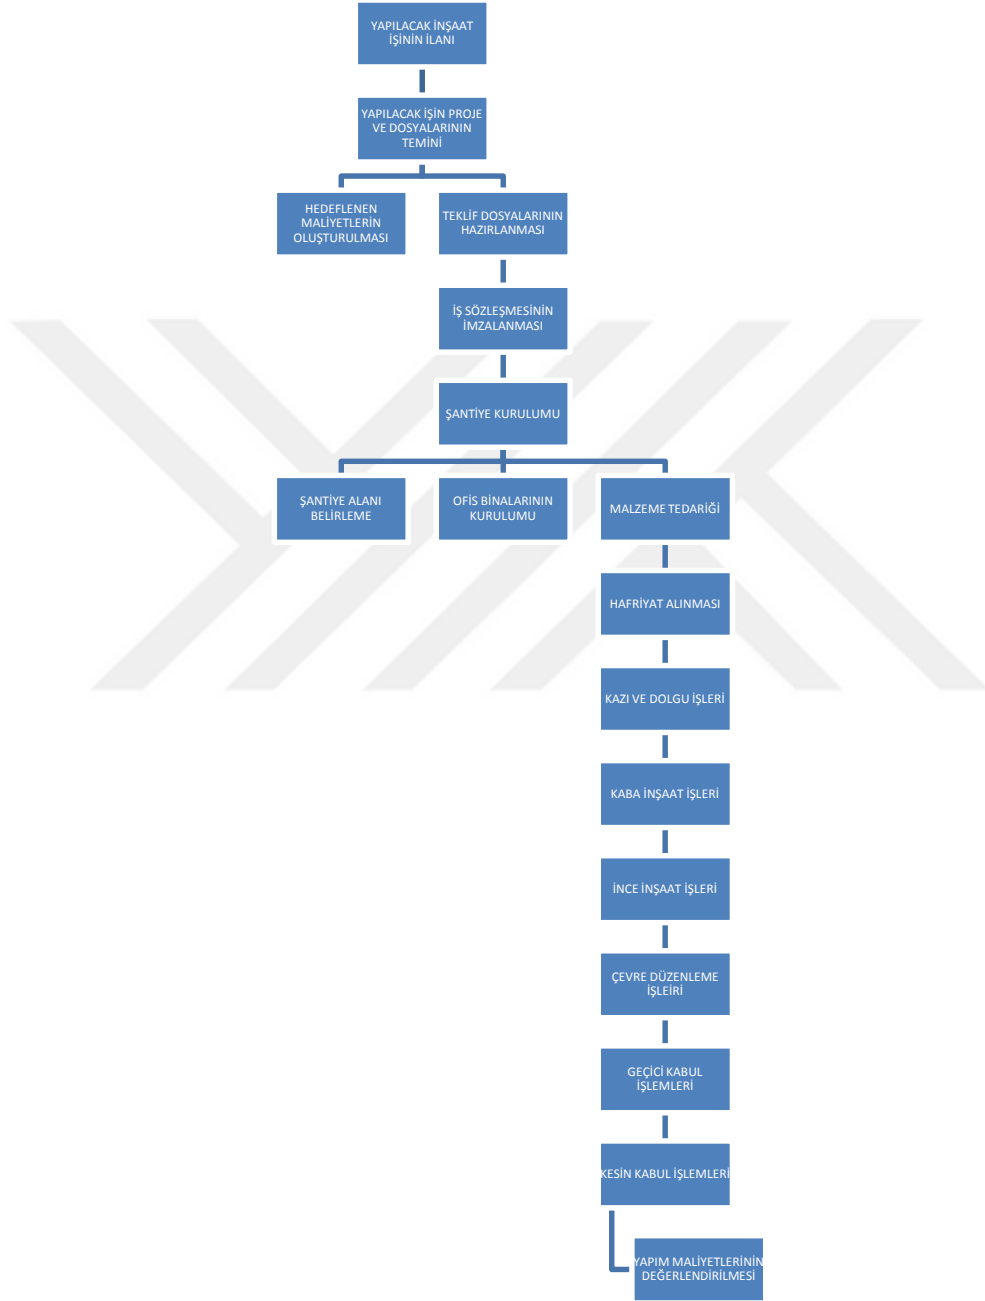 YAPILACAK İNŞAAT
İŞİNİN İLANI
YAPILACAK İŞİN PROJE
VE DOSYALARININ
TEMİNİ
HEDEFLENEN
MALİYETLERİN
OLUŞTURULMASI
TEKLİF DOSYALARININ
HAZIRLANMASI
İŞ SÖZLEŞMESİNİN
İMZALANMASI
ŞANTİYE KURULUMU
ŞANTİYE ALANI
BELİRLEME
OFİS BİNALARININ
KURULUMU
MALZEME TEDARİĞİ
HAFRİYAT ALINMASI
KAZI VE DOLGU İŞLERİ
KABA İNŞAAT İŞLERİ
İNCE İNŞAAT İŞLERİ
ÇEVRE DÜZENLEME
İŞLEİRİ
GEÇİCİ KABUL
İŞLEMLERİ
KESİN KABUL İŞLEMLERİ
YAPIM MALİYETLERİNİN
DEĞERLENDİRİLMESİ